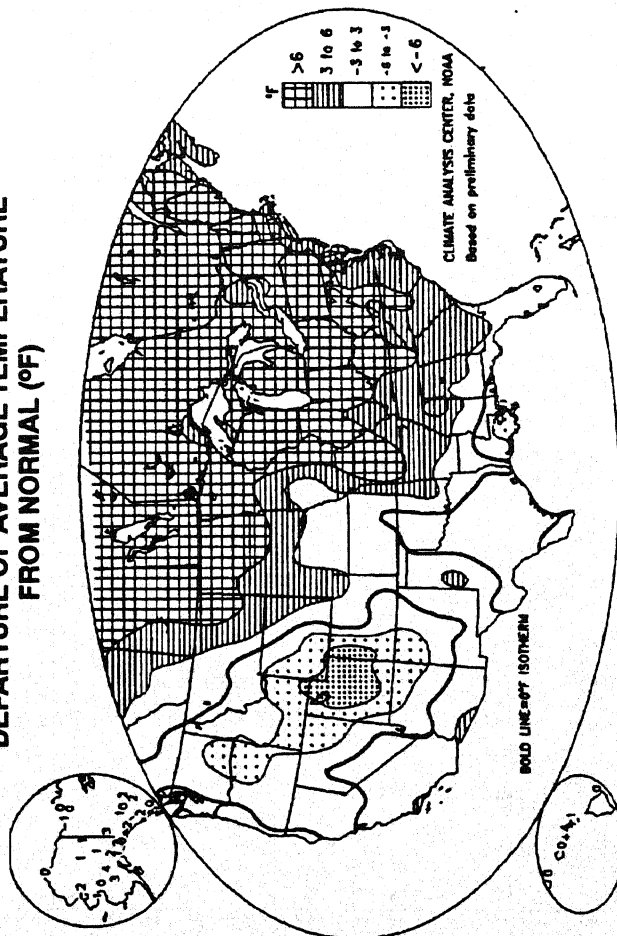 DEPARTURE OF AVERAGE TEMPERATURE
FROM NORMAL (ºF)
°F
>6
3 to 6
-3 to 3
-6 to -3
<-6
CLIMATE ANALYSIS CENTER, NOAA
Based on preliminary data
BOLD LINE=0°F ISOTHERM